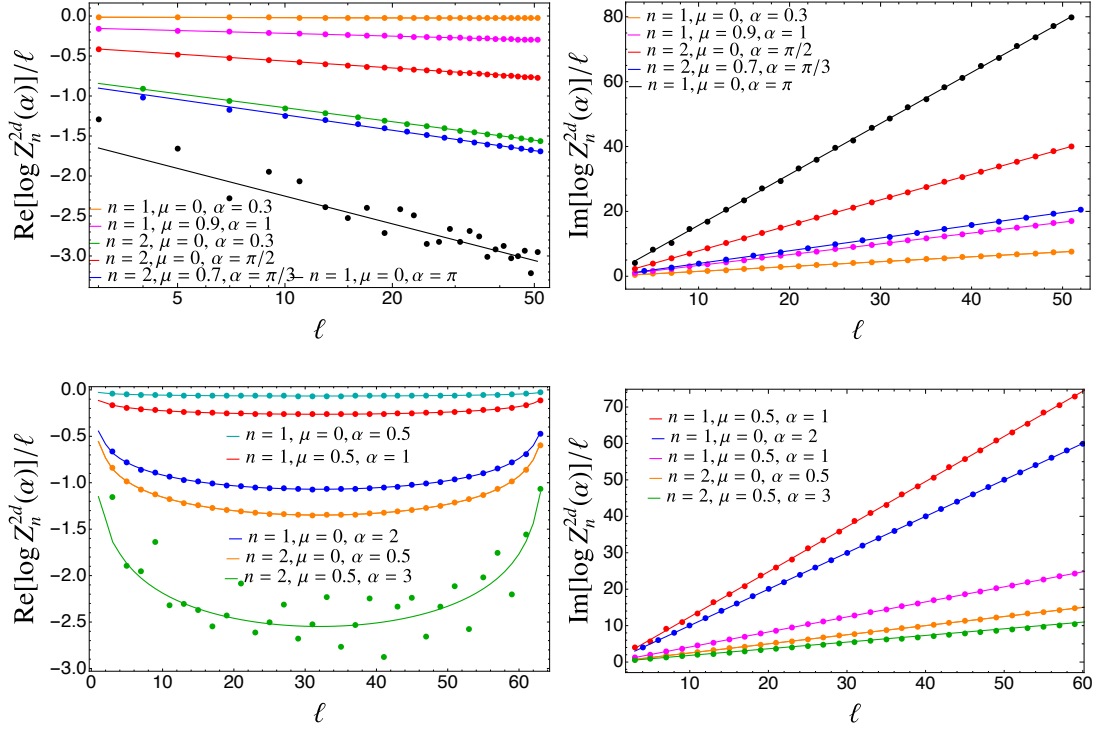 0.0
-0.5
-1.0
-1.5
-2.0
-2.5
-3.0
5 10 20 50
Re[log Z_n^{2d}(α)]/ℓ
ℓ
n = 1, μ = 0, α = 0.3
n = 1, μ = 0.9, α = 1
n = 2, μ = 0, α = 0.3
n = 2, μ = 0, α = π/2
n = 2, μ = 0.7, α = π/3 n = 1, μ = 0, α = π
80
60
40
20
0
10 20 30 40 50
Im[log Z_n^{2d}(α)]/ℓ
ℓ
n = 1, μ = 0, α = 0.3
n = 1, μ = 0.9, α = 1
n = 2, μ = 0, α = π/2
n = 2, μ = 0.7, α = π/3
n = 1, μ = 0, α = π
0.0
-0.5
-1.0
-1.5
-2.0
-2.5
-3.0
0 10 20 30 40 50 60
Re[log Z_n^{2d}(α)]/ℓ
ℓ
n = 1, μ = 0, α = 0.5
n = 1, μ = 0.5, α = 1
n = 1, μ = 0, α = 2
n = 2, μ = 0, α = 0.5
n = 2, μ = 0.5, α = 3
70
60
50
40
30
20
10
0
10 20 30 40 50 60
Im[log Z_n^{2d}(α)]/ℓ
ℓ
n = 1, μ = 0.5, α = 1
n = 1, μ = 0, α = 2
n = 1, μ = 0.5, α = 1
n = 2, μ = 0, α = 0.5
n = 2, μ = 0.5, α = 3